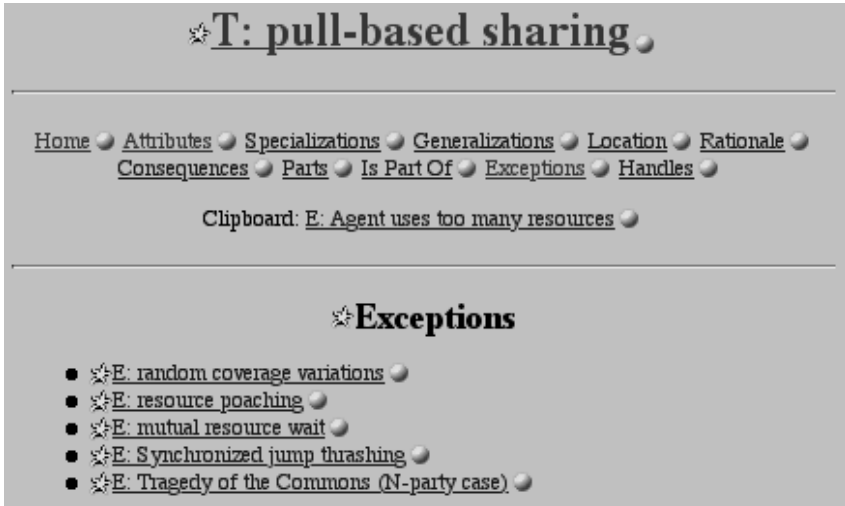 T: pull-based sharing
Home Attributes Specializations Generalizations Location Rationale
Consequences Parts Is Part Of Exceptions Handles
Clipboard: E: Agent uses too many resources
Exceptions
E: random coverage variations
E: resource poaching
E: mutual resource wait
E: Synchronized jump thrashing
E: Tragedy of the Commons (N-party case)